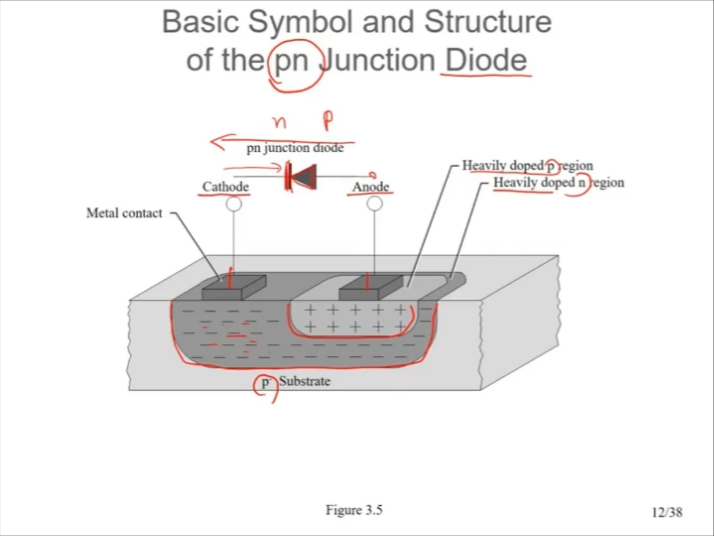 Basic Symbol and Structure
of the pn Junction Diode
n p
pn junction diode
Heavily doped p region
Heavily doped n region
Cathode
Anode
Metal contact
+ + + + +
+ + + + +
p Substrate
Figure 3.5
12/38